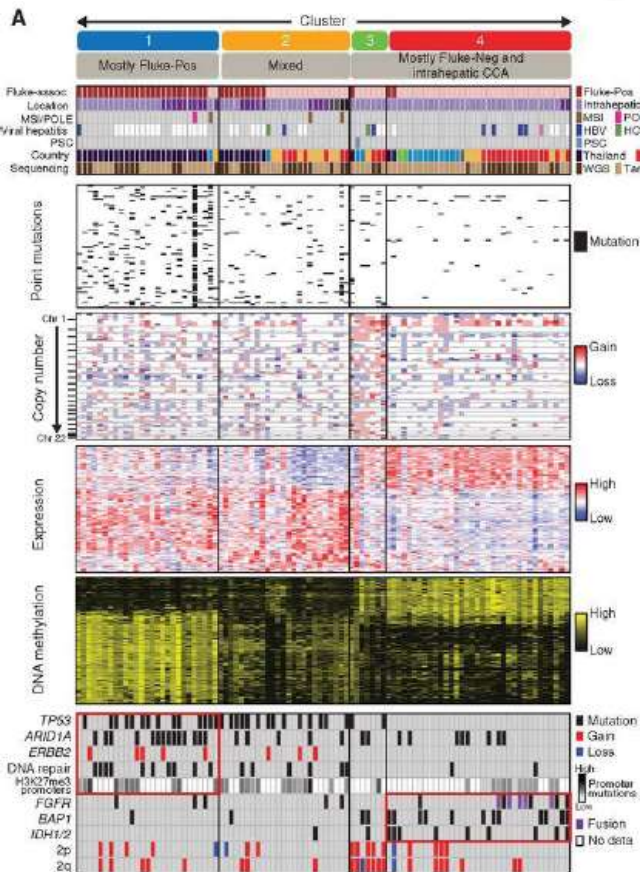 A
Cluster
1 2 3 4
Mostly Fluke-Pos Mixed Mostly Fluke-Neg and
intrahepatic CCA
Fluke-assoc Fluke-Pos
Location Intrahepatic
MSI/POLE MSI PO
Viral hepatitis HBV HC
PSC PSC
Country Thailand
Sequencing WGS Tar
Point mutations
Mutation
Chr 1
Copy number
Chr 22
Gain
Loss
Expression
High
Low
DNA methylation
High
Low
TP53 Mutation
ARID1A Gain
ERBB2 Loss
DNA repair High
H3K27me3
promoters
Promoter
mutations
Low
FGFR
BAP1 Fusion
IDH1/2 No data
2p
2q